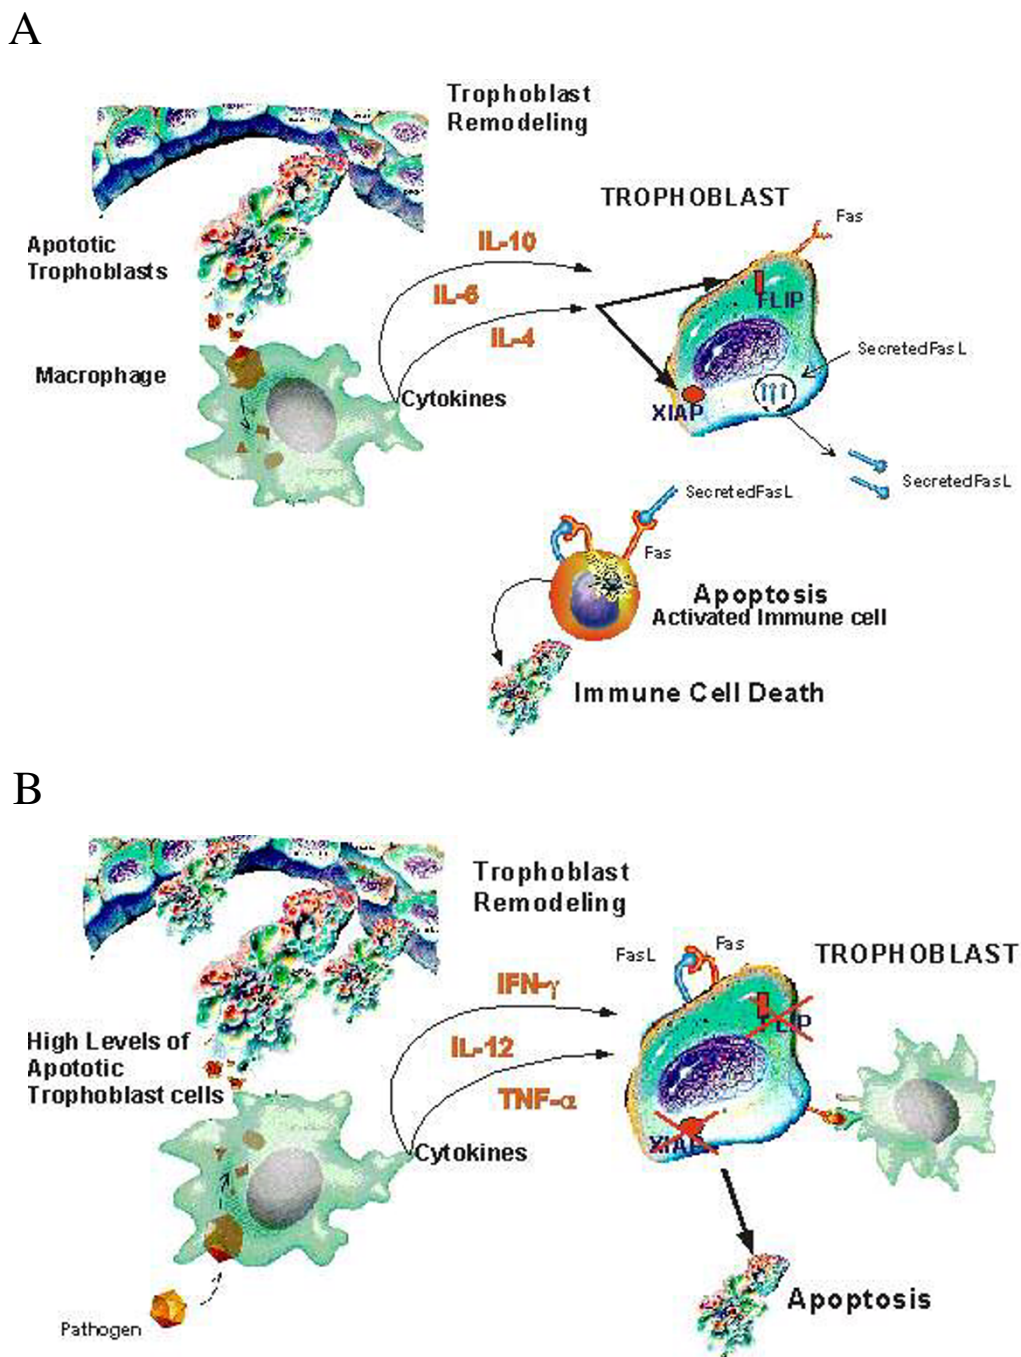 A
Trophoblast
Remodeling
TROPHOBLAST
Fas
Apototic
Trophoblasts
IL-10
IL-6
FLIP
IL-4
SecretedFasL
Macrophage
Cytokines
XIAP
SecretedFasL
SecretedFasL
Fas
Apoptosis
Activated Immune cell
Immune Cell Death
B
Trophoblast
Remodeling
FasL
Fas
TROPHOBLAST
IFN-γ
FLIP
High Levels of
Apototic
Trophoblast cells
IL-12
TNF-α
XIAP
Cytokines
Apoptosis
Pathogen